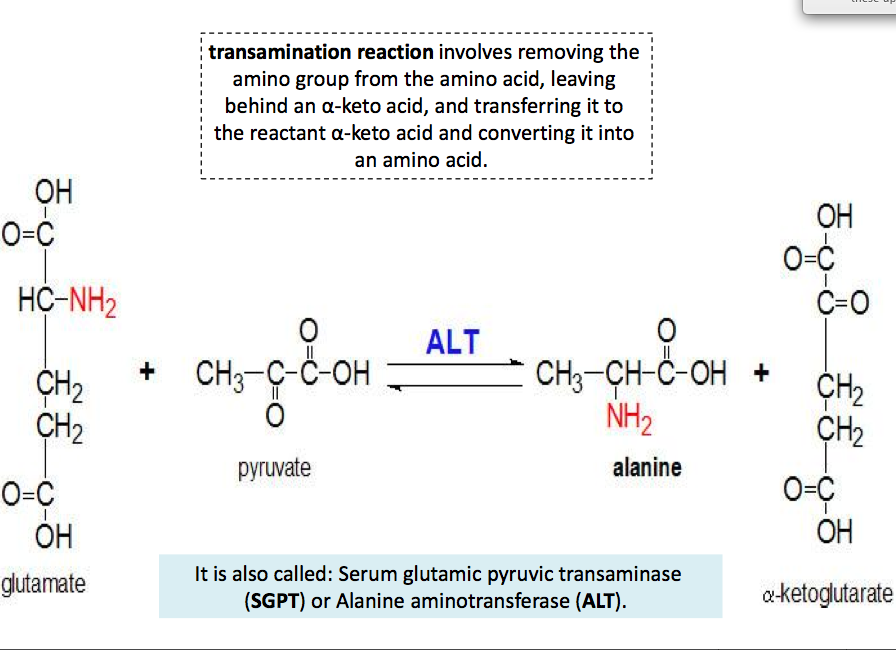 transamination reaction involves removing the
amino group from the amino acid, leaving
behind an α-keto acid, and transferring it to
the reactant α-keto acid and converting it into
an amino acid.
OH
O=C
HC-NH2
CH2
CH2
O=C
OH
glutamate
+
O
CH3-C-C-OH
O
pyruvate
ALT
O
CH3-CH-C-OH
NH2
alanine
+
OH
O=C
C=O
CH2
CH2
O=C
OH
α-ketoglutarate
It is also called: Serum glutamic pyruvic transaminase
(SGPT) or Alanine aminotransferase (ALT).